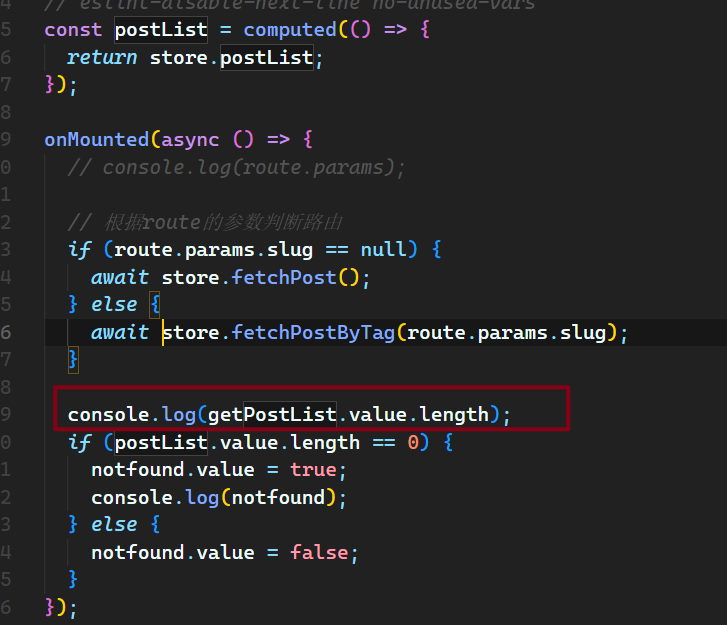 4 // eslint-disable-next-line no-unused-vars
5 const postList = computed(() => {
6   return store.postList;
7 });
8
9 onMounted(async () => {
0   // console.log(route.params);
1
2   // 根据route的参数判断路由
3   if (route.params.slug == null) {
4     await store.fetchPost();
5   } else {
6     await store.fetchPostByTag(route.params.slug);
7   }
8
9   console.log(getPostList.value.length);
0   if (postList.value.length == 0) {
1     notfound.value = true;
2     console.log(notfound);
3   } else {
4     notfound.value = false;
5   }
6 });